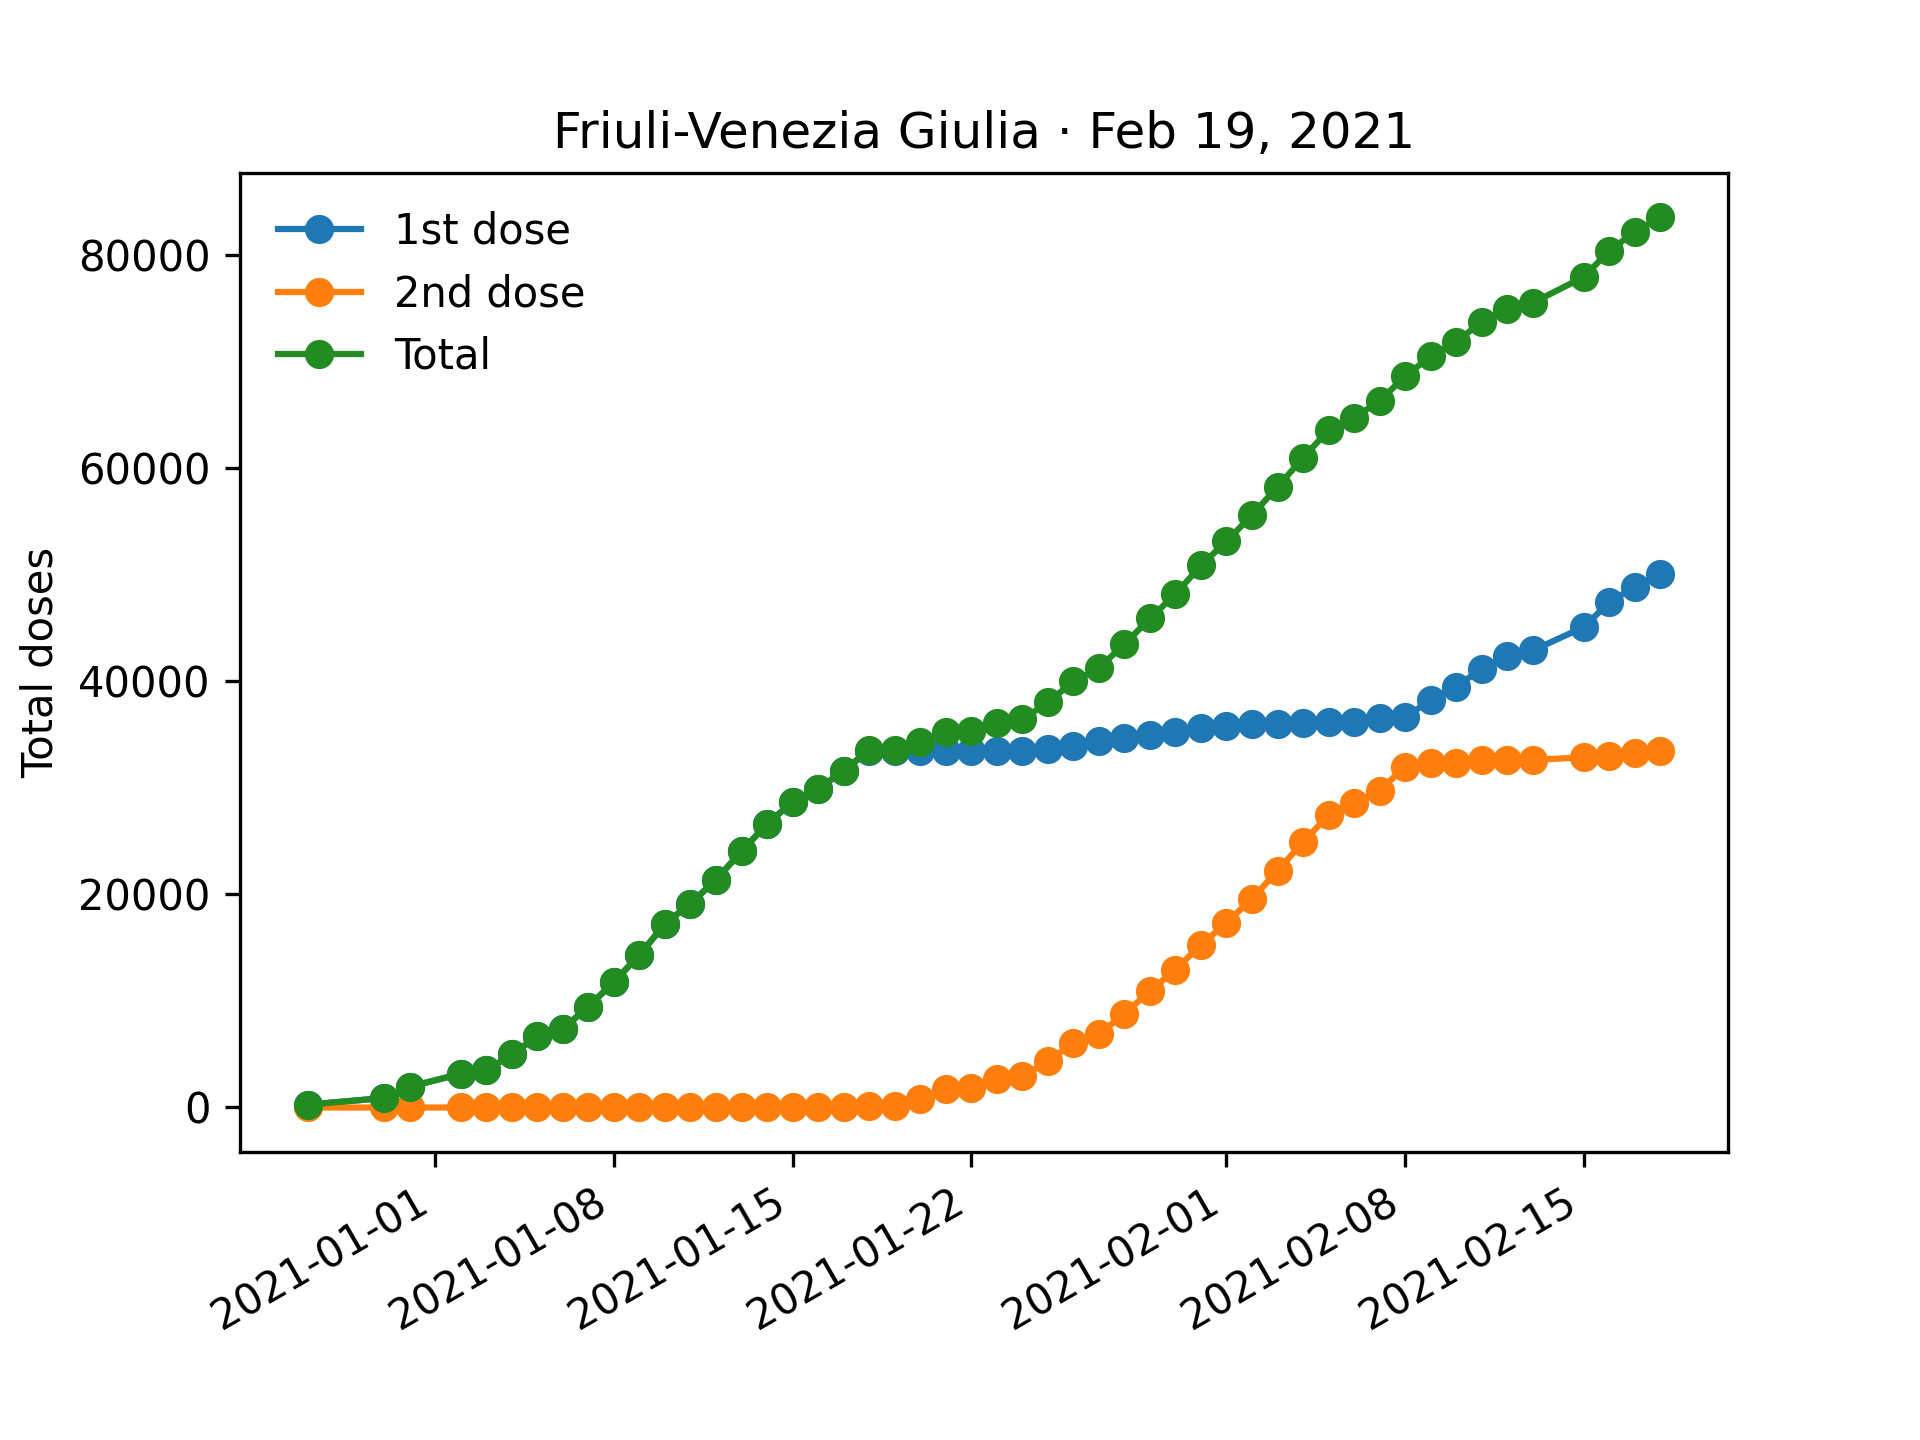 Friuli-Venezia Giulia · Feb 19, 2021
1st dose
2nd dose
Total
Total doses
80000
60000
40000
20000
0
2021-01-01
2021-01-08
2021-01-15
2021-01-22
2021-02-01
2021-02-08
2021-02-15